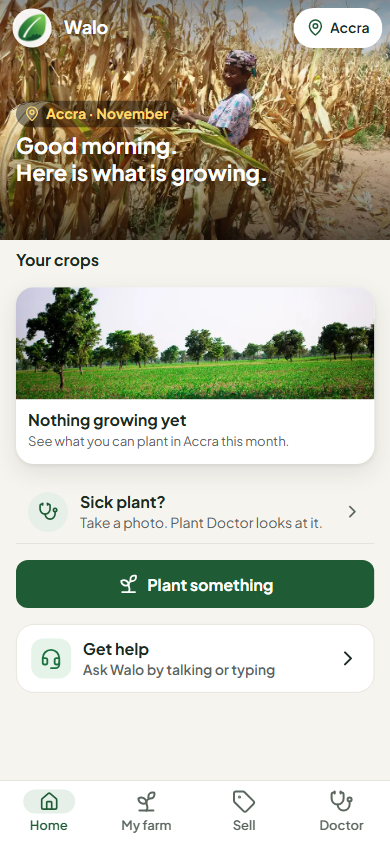 Walo
Accra
Accra · November
Good morning.
Here is what is growing.
Your crops
Nothing growing yet
See what you can plant in Accra this month.
Sick plant?
Take a photo. Plant Doctor looks at it.
Plant something
Get help
Ask Walo by talking or typing
Home
My farm
Sell
Doctor